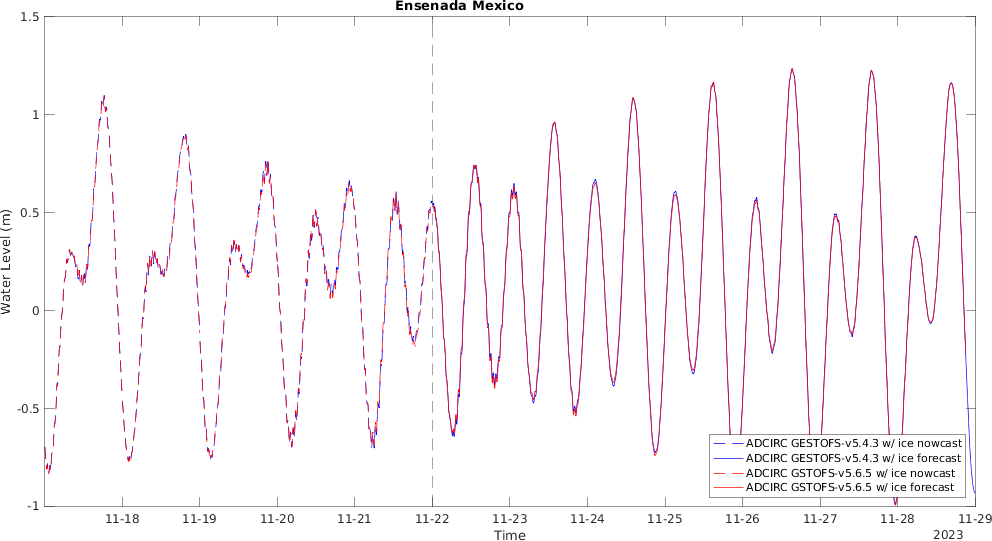 Ensenada Mexico
Water Level (m)
1.5
1
0.5
0
-0.5
-1
11-18
11-19
11-20
11-21
11-22
11-23
11-24
11-25
11-26
11-27
11-28
11-29
Time
2023
ADCIRC GESTOFS-v5.4.3 w/ ice nowcast
ADCIRC GESTOFS-v5.4.3 w/ ice forecast
ADCIRC GSTOFS-v5.6.5 w/ ice nowcast
ADCIRC GSTOFS-v5.6.5 w/ ice forecast